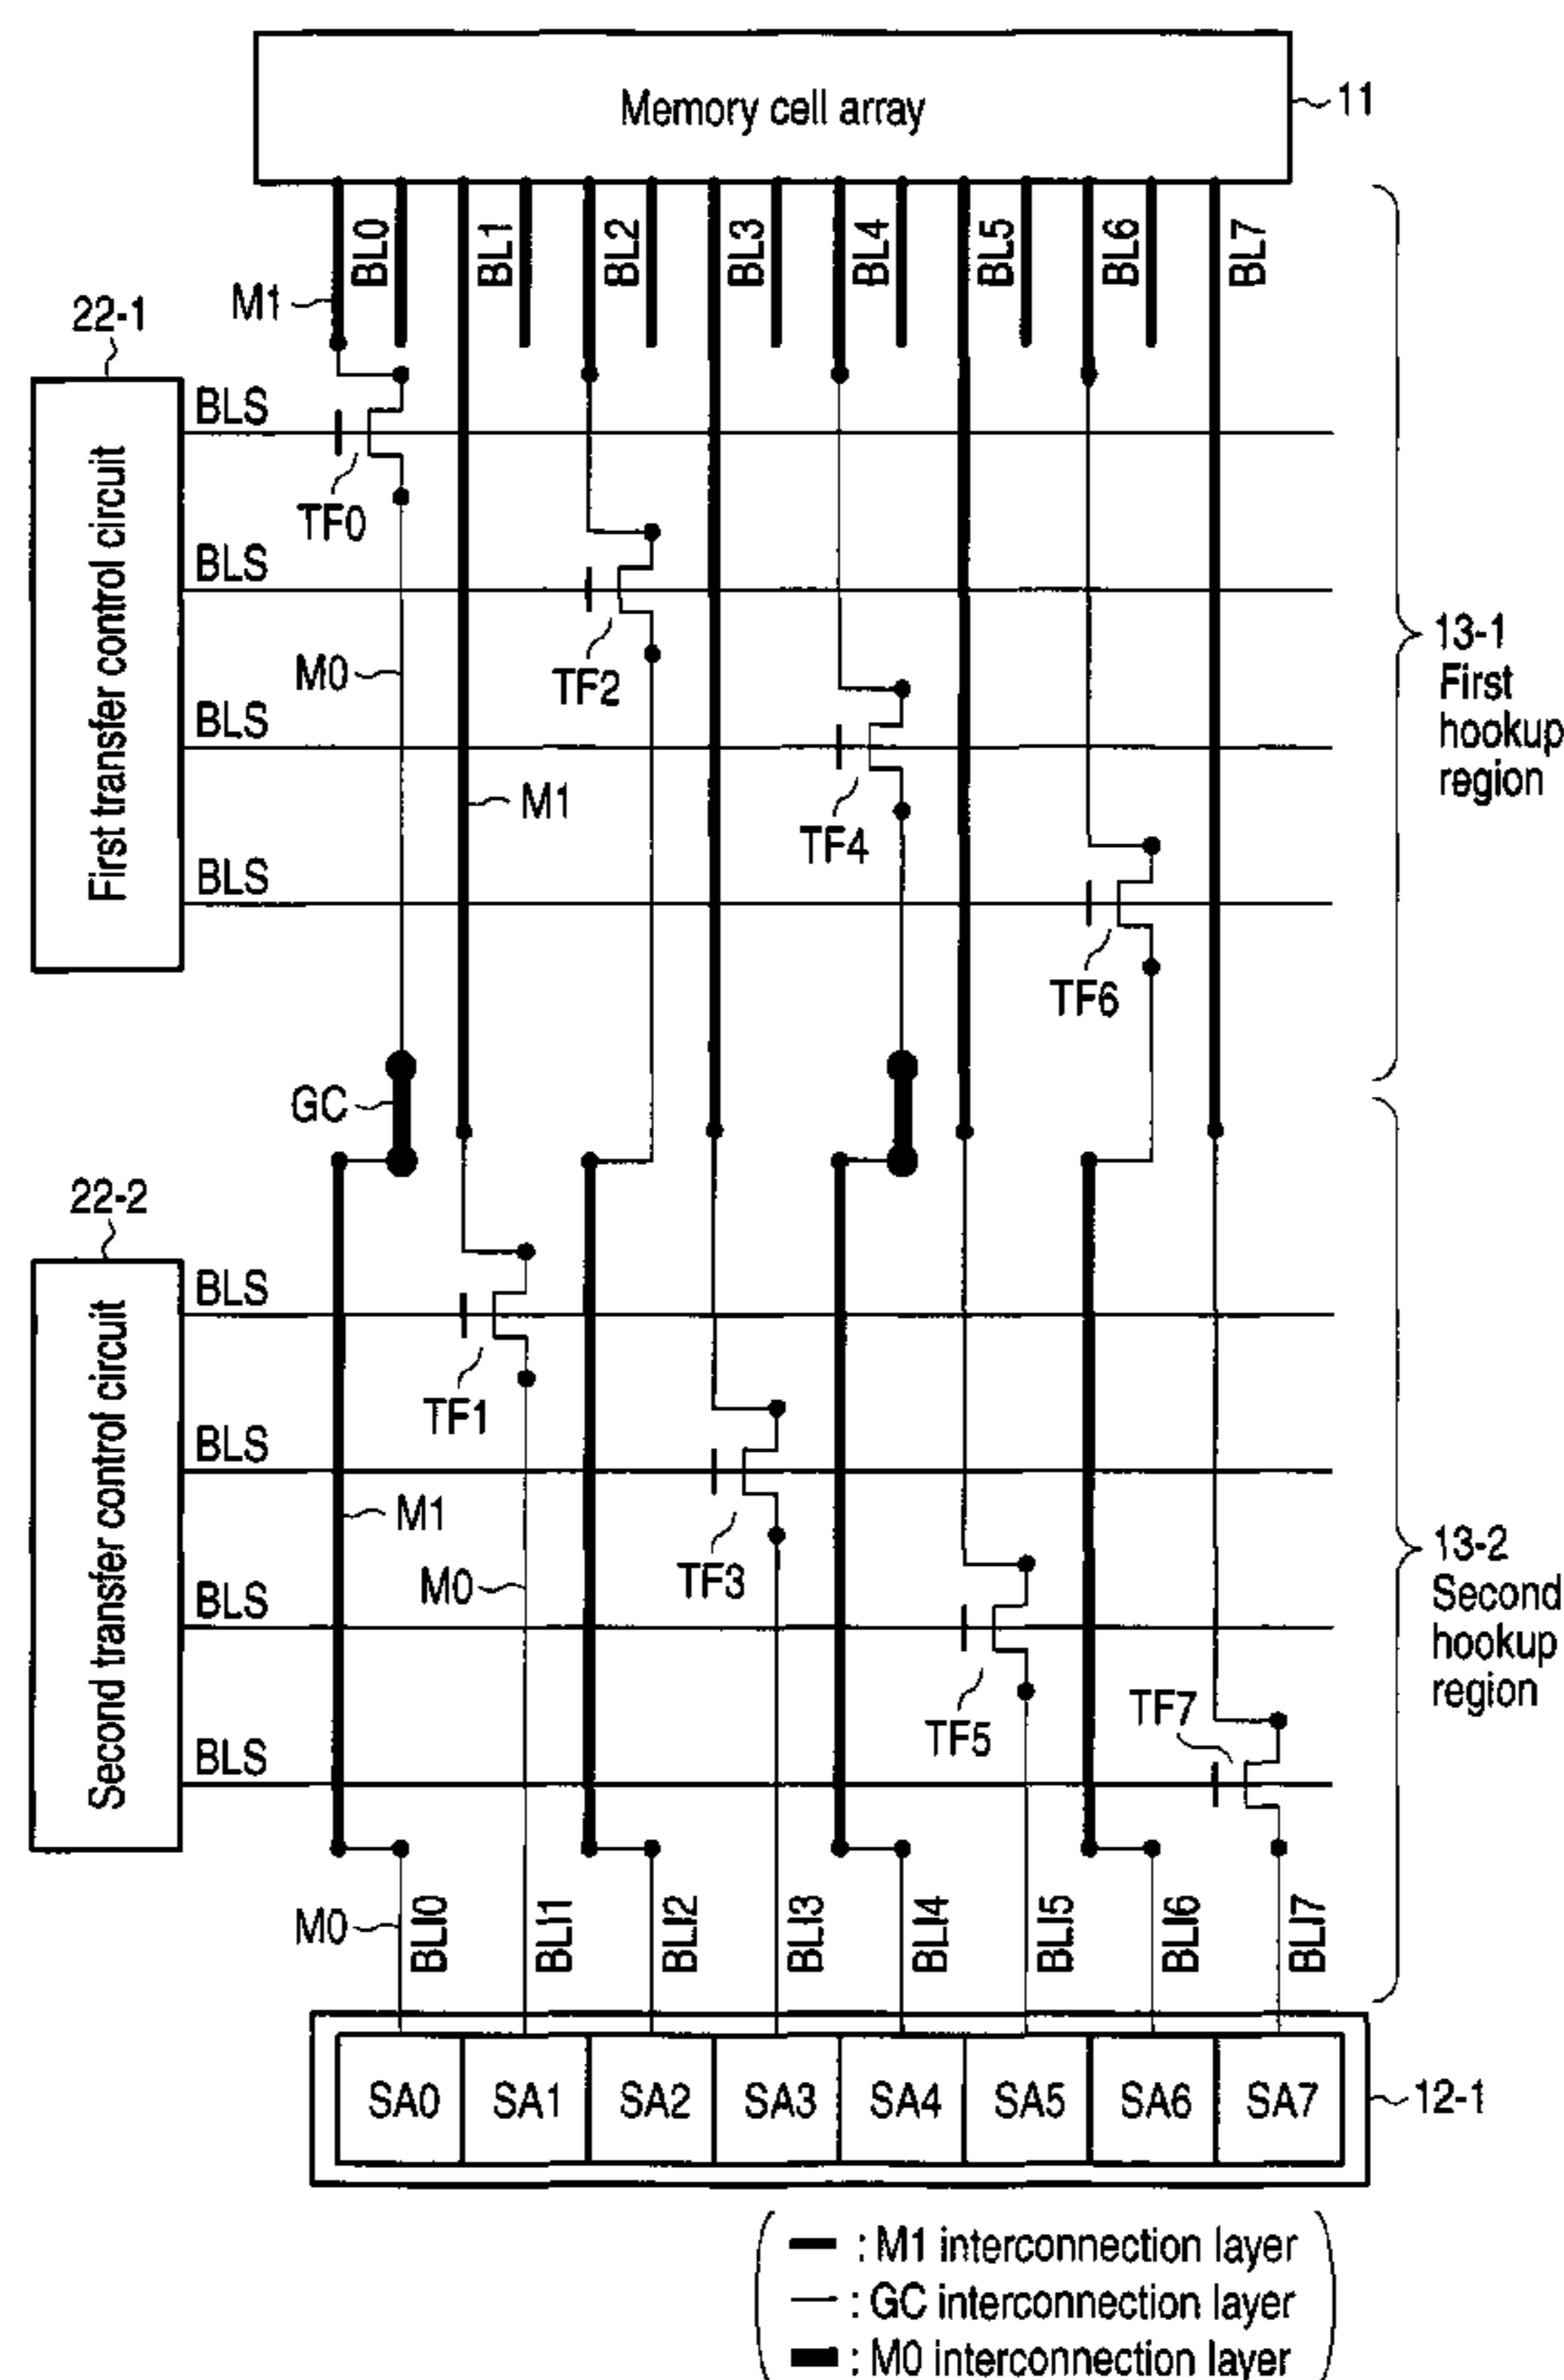 Memory cell array
11
BL0
BL1
BL2
BL3
BL4
BL5
BL6
BL7
M1
22-1
First transfer control circuit
BLS
TF0
BLS
M0
TF2
BLS
M1
TF4
BLS
TF6
13-1
First
hookup
region
GC
22-2
Second transfer control circuit
BLS
TF1
BLS
M1
M0
TF3
BLS
TF5
TF7
BLS
13-2
Second
hookup
region
M0
BLI0
BLI1
BLI2
BLI3
BLI4
BLI5
BLI6
BLI7
SA0 SA1 SA2 SA3 SA4 SA5 SA6 SA7
12-1
: M1 interconnection layer
: GC interconnection layer
: M0 interconnection layer